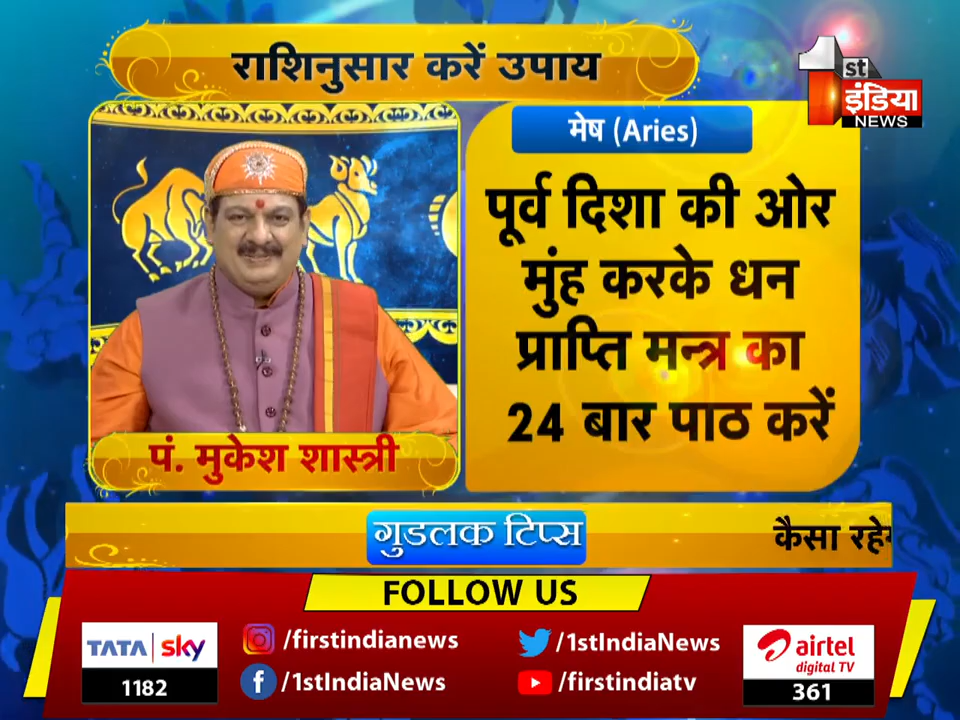 राशिनुसार करें उपाय
1st
इंडिया
NEWS
मेष (Aries)
पूर्व दिशा की ओर
मुंह करके धन
प्राप्ति मन्त्र का
24 बार पाठ करें
पं. मुकेश शास्त्री
गुडलक टिप्स
कैसा रहेगा
FOLLOW US
TATA sky
1182
/firstindianews
/1stIndiaNews
/1stIndiaNews
/firstindiatv
airtel
digital TV
361